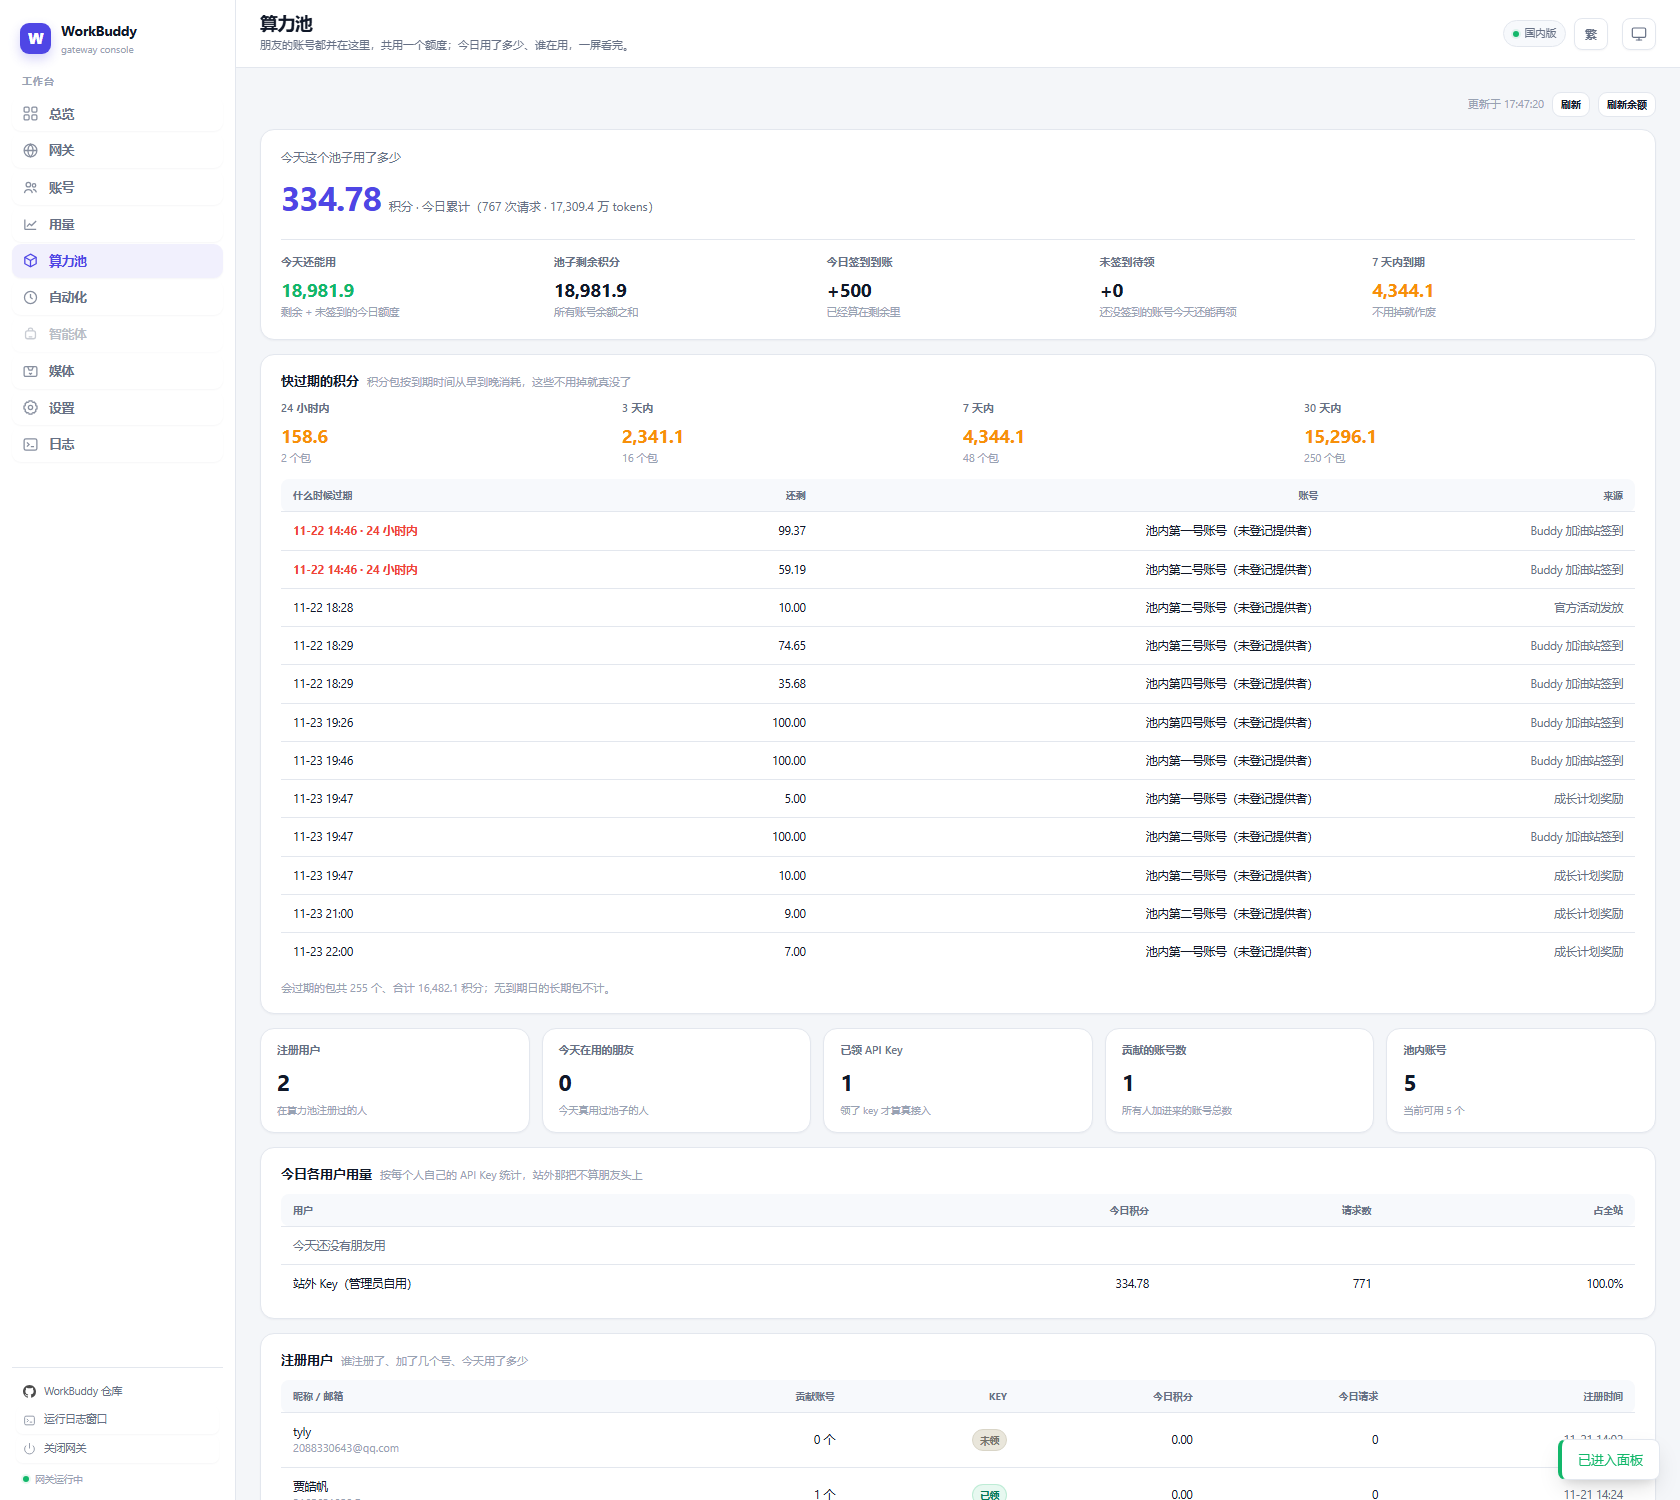 W
WorkBuddy
gateway console
工作台
总览
网关
账号
用量
算力池
自动化
智能体
媒体
设置
日志
WorkBuddy 仓库
运行日志窗口
关闭网关
网关运行中
算力池
朋友的账号都并在这里，共用一个额度；今日用了多少、谁在用，一屏看完。
国内版
繁
更新于 17:47:20
刷新
刷新余额
今天这个池子用了多少
334.78 积分 · 今日累计（767 次请求 · 17,309.4 万 tokens）
今天还能用
18,981.9
剩余 + 未签到的今日额度
池子剩余积分
18,981.9
所有账号余额之和
今日签到到账
+500
已经算在剩余里
未签到待领
+0
还没签到的账号今天还能再领
7 天内到期
4,344.1
不用掉就作废
快过期的积分 积分包按到期时间从早到晚消耗，这些不用掉就真没了
24 小时内
158.6
2 个包
3 天内
2,341.1
16 个包
7 天内
4,344.1
48 个包
30 天内
15,296.1
250 个包
什么时候过期 还剩 账号 来源
11-22 14:46 · 24 小时内 99.37 池内第一号账号（未登记提供者） Buddy 加油站签到
11-22 14:46 · 24 小时内 59.19 池内第二号账号（未登记提供者） Buddy 加油站签到
11-22 18:28 10.00 池内第二号账号（未登记提供者） 官方活动发放
11-22 18:29 74.65 池内第三号账号（未登记提供者） Buddy 加油站签到
11-22 18:29 35.68 池内第四号账号（未登记提供者） Buddy 加油站签到
11-23 19:26 100.00 池内第四号账号（未登记提供者） Buddy 加油站签到
11-23 19:46 100.00 池内第一号账号（未登记提供者） Buddy 加油站签到
11-23 19:47 5.00 池内第一号账号（未登记提供者） 成长计划奖励
11-23 19:47 100.00 池内第二号账号（未登记提供者） Buddy 加油站签到
11-23 19:47 10.00 池内第二号账号（未登记提供者） 成长计划奖励
11-23 21:00 9.00 池内第二号账号（未登记提供者） 成长计划奖励
11-23 22:00 7.00 池内第一号账号（未登记提供者） 成长计划奖励
会过期的包共 255 个、合计 16,482.1 积分；无到期日的长期包不计。
注册用户
2
在算力池注册过的人
今天在用的朋友
0
今天真用过池子的人
已领 API Key
1
领了 key 才算真接入
贡献的账号数
1
所有人加进来的账号总数
池内账号
5
当前可用 5 个
今日各用户用量 按每个人自己的 API Key 统计，站外那把不算朋友头上
用户 今日积分 请求数 占全站
今天还没有朋友用
站外 Key（管理员自用） 334.78 771 100.0%
注册用户 谁注册了、加了几个号、今天用了多少
昵称 / 邮箱 贡献账号 KEY 今日积分 今日请求 注册时间
tyly
2088330643@qq.com
0 个 未领 0.00 0
贾皓帆
1 个 已领 0.00 0 11-21 14:24
已进入面板